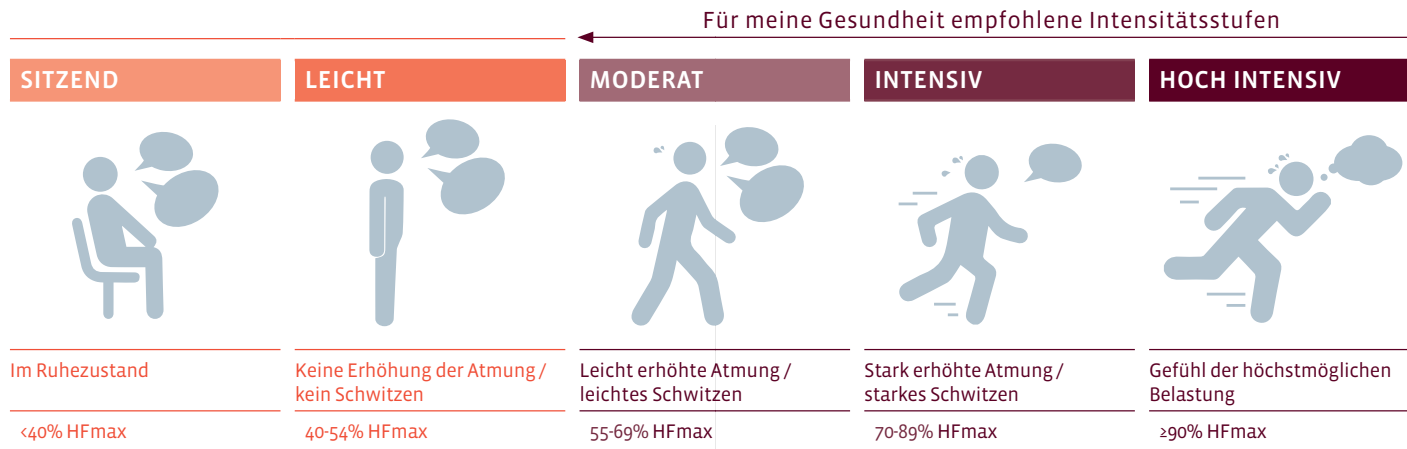 Für meine Gesundheit empfohlene Intensitätsstufen
SITZEND
LEICHT
MODERAT
INTENSIV
HOCH INTENSIV
Im Ruhezustand
Keine Erhöhung der Atmung /
kein Schwitzen
Leicht erhöhte Atmung /
leichtes Schwitzen
Stark erhöhte Atmung /
starkes Schwitzen
Gefühl der höchstmöglichen
Belastung
<40% HFmax
40-54% HFmax
55-69% HFmax
70-89% HFmax
≥90% HFmax